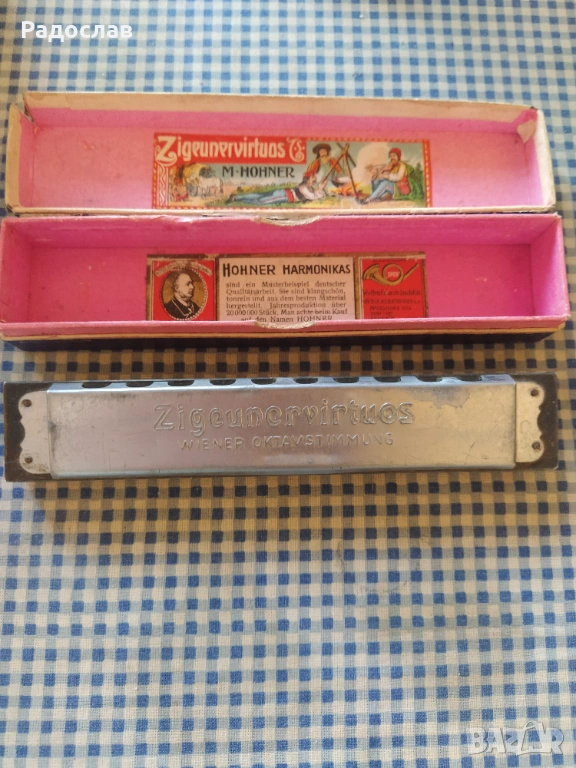 Радослав
Zigeunervirtuos
M·HOHNER
HOHNER HARMONIKAS
sind ein Musterbeispiel deutscher
Qualitätsarbeit. Sie sind klangschön,
tonrein und aus dem besten Material
hergestellt. Jahresproduktion über
20 000 000 Stück. Man achte beim Kauf
auf den Namen HOHNER
Zigeunervirtuos
WIENER OKTAVSTIMMUNG
BAZAR